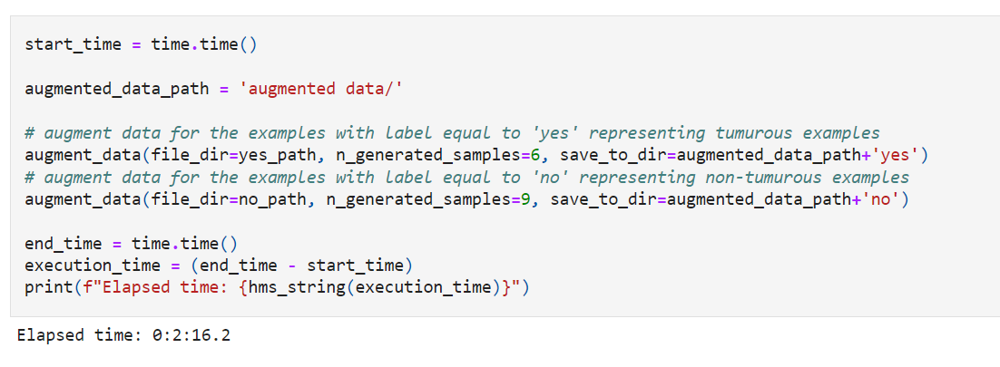 start_time = time.time()
augmented_data_path = 'augmented data/'
# augment data for the examples with label equal to 'yes' representing tumurous examples
augment_data(file_dir=yes_path, n_generated_samples=6, save_to_dir=augmented_data_path+'yes')
# augment data for the examples with label equal to 'no' representing non-tumurous examples
augment_data(file_dir=no_path, n_generated_samples=9, save_to_dir=augmented_data_path+'no')
end_time = time.time()
execution_time = (end_time - start_time)
print(f"Elapsed time: {hms_string(execution_time)}")
Elapsed time: 0:2:16.2